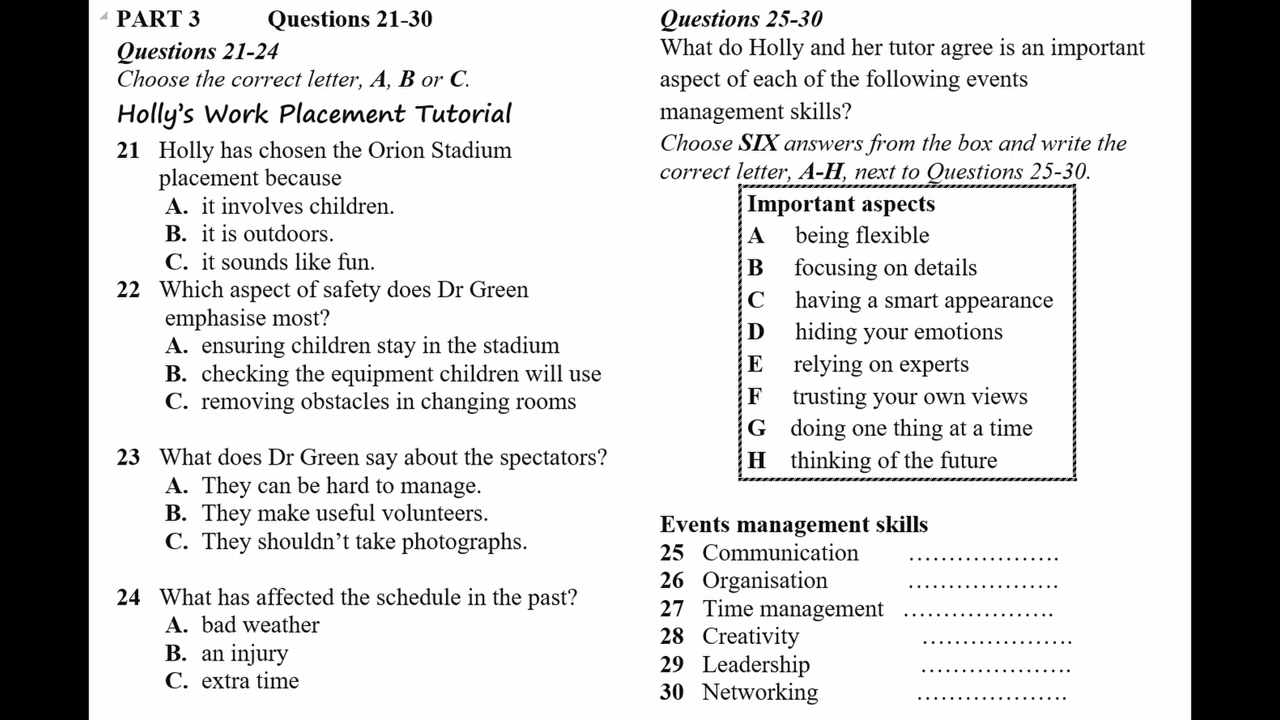 PART 3 Questions 21-30
Questions 21-24
Choose the correct letter, A, B or C.
Holly's Work Placement Tutorial
21 Holly has chosen the Orion Stadium
placement because
A. it involves children.
B. it is outdoors.
C. it sounds like fun.
22 Which aspect of safety does Dr Green
emphasise most?
A. ensuring children stay in the stadium
B. checking the equipment children will use
C. removing obstacles in changing rooms
23 What does Dr Green say about the spectators?
A. They can be hard to manage.
B. They make useful volunteers.
C. They shouldn't take photographs.
24 What has affected the schedule in the past?
A. bad weather
B. an injury
C. extra time
Questions 25-30
What do Holly and her tutor agree is an important
aspect of each of the following events
management skills?
Choose SIX answers from the box and write the
correct letter, A-H, next to Questions 25-30.
Important aspects
A being flexible
B focusing on details
C having a smart appearance
D hiding your emotions
E relying on experts
F trusting your own views
G doing one thing at a time
H thinking of the future
Events management skills
25 Communication ...................
26 Organisation ...................
27 Time management ...................
28 Creativity ...................
29 Leadership ...................
30 Networking ...................